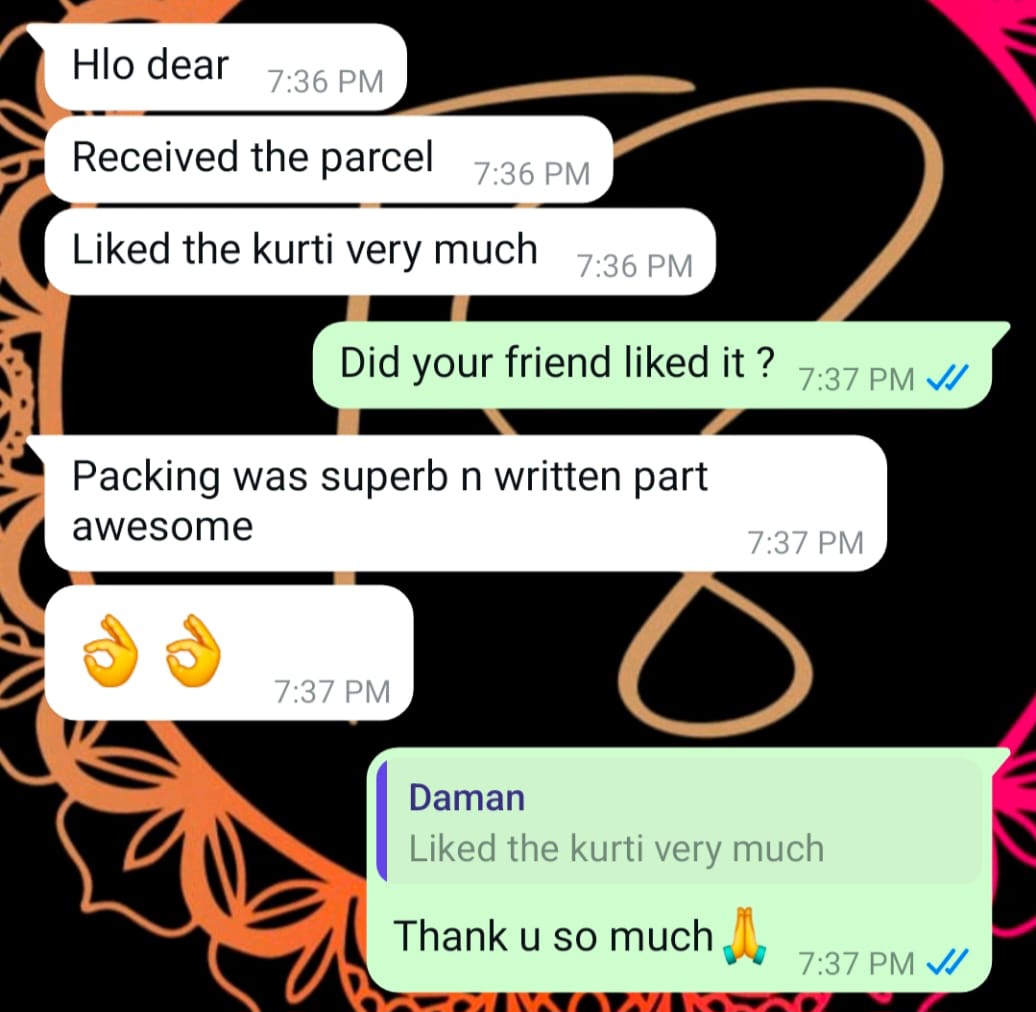 Hlo dear 7:36 PM
Received the parcel 7:36 PM
Liked the kurti very much 7:36 PM
Did your friend liked it ? 7:37 PM
Packing was superb n written part
awesome 7:37 PM
👌 👌 7:37 PM
Daman
Liked the kurti very much
Thank u so much🙏 7:37 PM